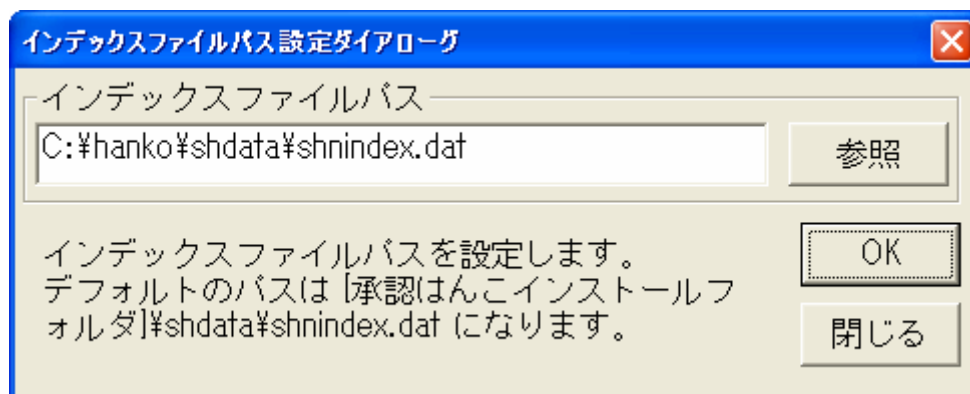 インデックスファイルパス設定ダイアローグ
インデックスファイルパス
C:¥hanko¥shdata¥shnindex.dat
参照
インデックスファイルパスを設定します。
デフォルトのパスは [承認はんこインストールフ
ォルダ]¥shdata¥shnindex.dat になります。
OK
閉じる